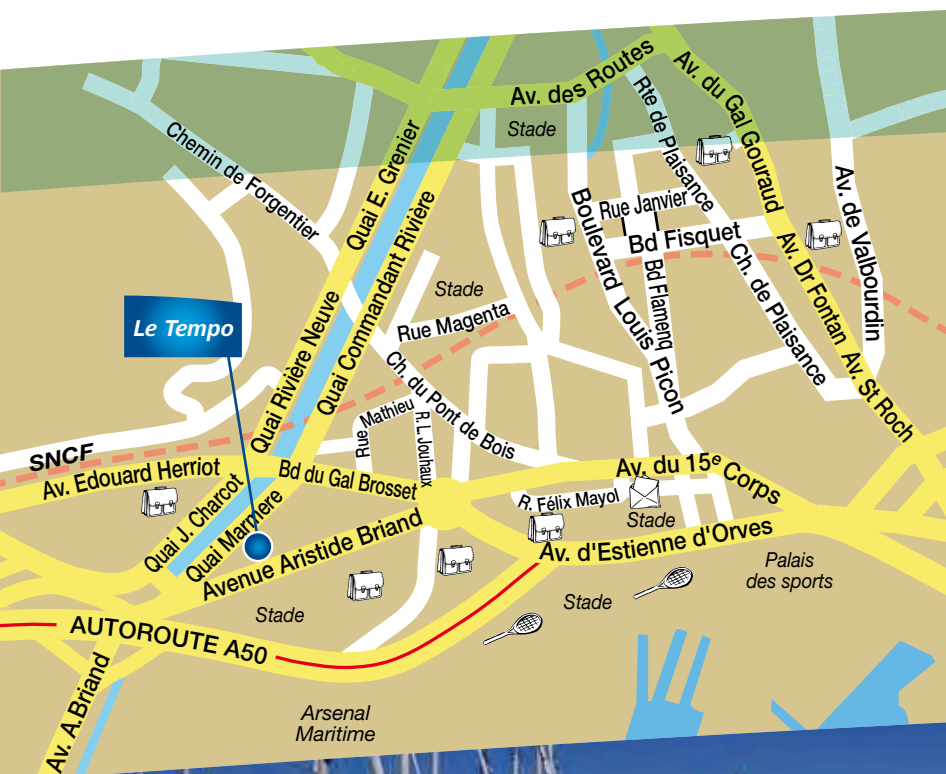 Av. des Routes
Av. du Gal Gouraud
Stade
Rte de Plaisance
Chemin de Forgentier
Quai E. Grenier
Quai Commandant Rivière
Rue Janvier
Bd Fisquet
Av. de Valbourdin
Boulevard Louis Picon
Bd Flamenq
Ch. de Plaisance
Av. Dr Fontan
Av. St Roch
Stade
Rue Magenta
Le Tempo
Quai Rivière Neuve
Ch. du Pont de Bois
Rue Mathieu
R. L. Jouhaux
SNCF
Av. Edouard Herriot
Bd du Gal Brosset
Av. du 15e Corps
R. Félix Mayol
Stade
Quai J. Charcot
Quai Marmière
Avenue Aristide Briand
Av. d'Estienne d'Orves
Palais
des sports
Stade
Stade
AUTOROUTE A50
Av. A.Briand
Arsenal
Maritime